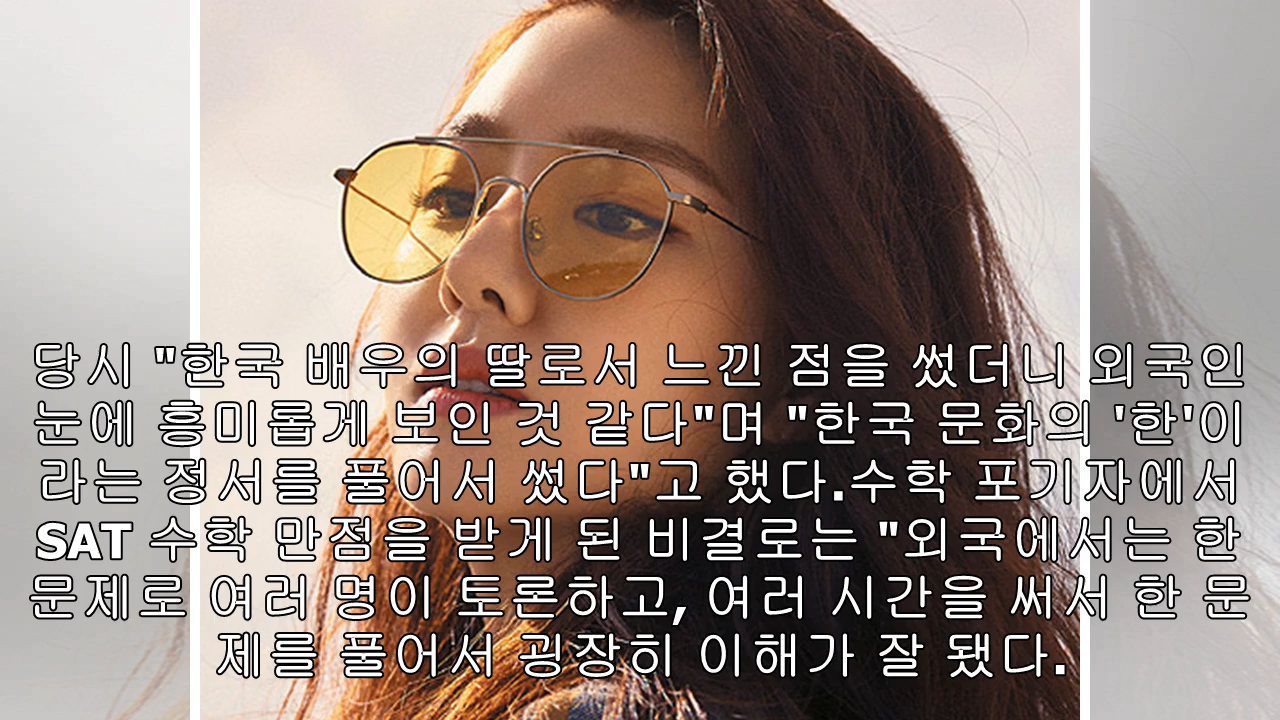 당시 "한국 배우의 딸로서 느낀 점을 썼더니 외국인
눈에 흥미롭게 보인 것 같다"며 "한국 문화의 '한'이
라는 정서를 풀어서 썼다"고 했다.수학 포기자에서
SAT 수학 만점을 받게 된 비결로는 "외국에서는 한
문제로 여러 명이 토론하고, 여러 시간을 써서 한 문
제를 풀어서 굉장히 이해가 잘 됐다.